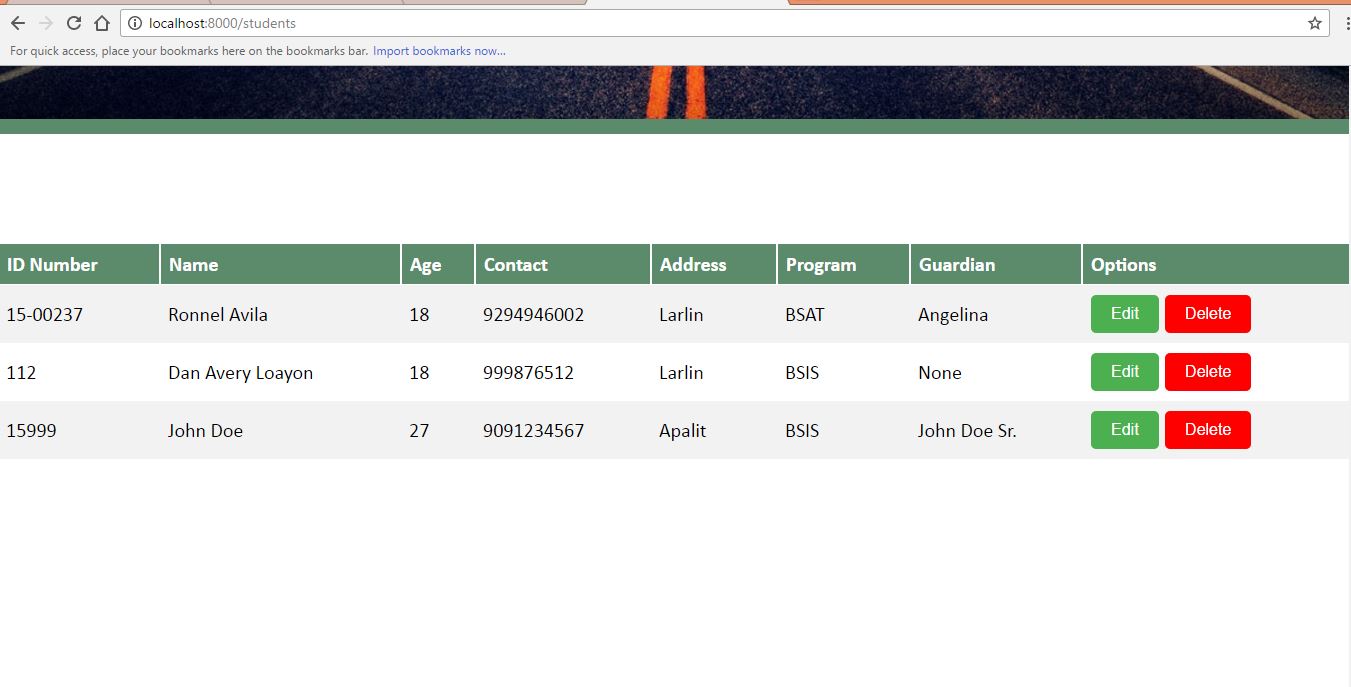 localhost:8000/students
For quick access, place your bookmarks here on the bookmarks bar. Import bookmarks now...
ID Number Name Age Contact Address Program Guardian Options
15-00237 Ronnel Avila 18 9294946002 Larlin BSAT Angelina Edit Delete
112 Dan Avery Loayon 18 999876512 Larlin BSIS None Edit Delete
15999 John Doe 27 9091234567 Apalit BSIS John Doe Sr. Edit Delete